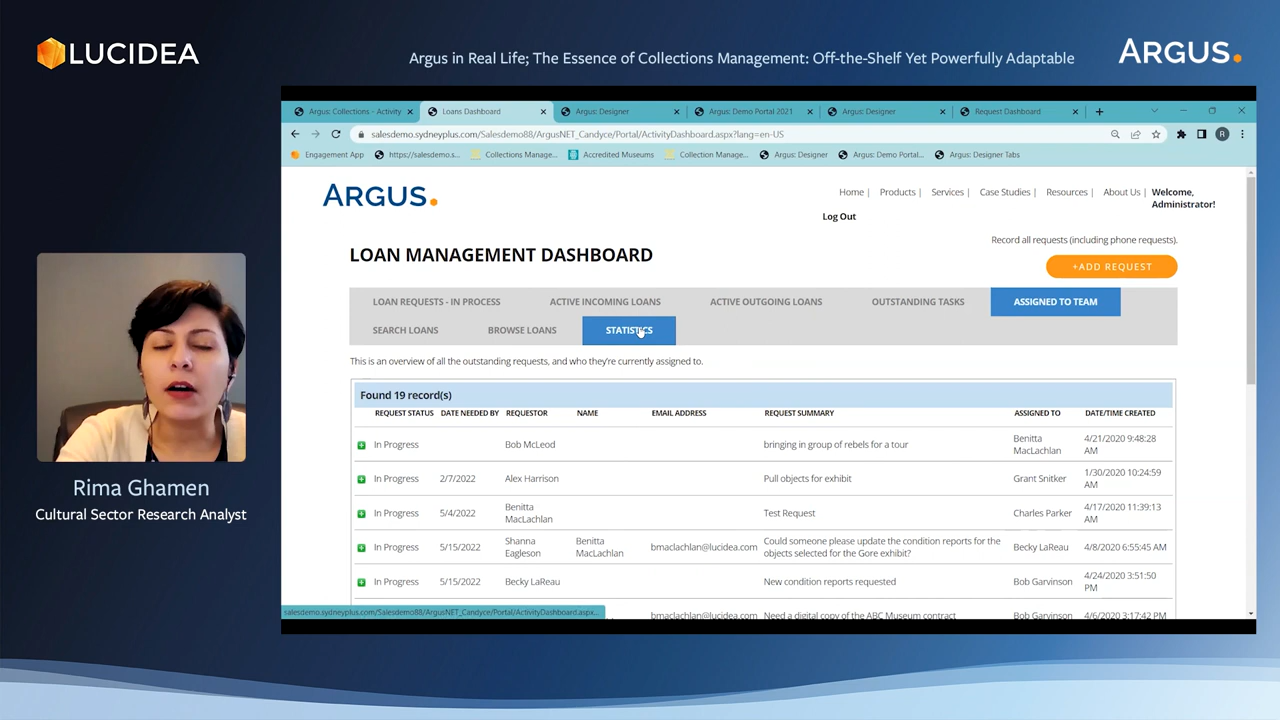 LUCIDEA
Argus in Real Life; The Essence of Collections Management: Off-the-Shelf Yet Powerfully Adaptable
ARGUS.
Argus: Collections - Activity
Loans Dashboard
Argus: Designer
Argus: Demo Portal 2021
Argus: Designer
Request Dashboard
salesdemo.sydneyplus.com/Salesdemo88/ArgusNET_Candyce/Portal/ActivityDashboard.aspx?lang=en-US
R
Engagement App
https://salesdemo.s...
Collections Manage...
Accredited Museums
Collection Manage...
Argus: Designer
Argus: Demo Portal...
Argus: Designer Tabs
ARGUS.
Home | Products | Services | Case Studies | Resources | About Us | Welcome, Administrator!
Log Out
Record all requests (including phone requests).
LOAN MANAGEMENT DASHBOARD
+ADD REQUEST
LOAN REQUESTS - IN PROCESS
ACTIVE INCOMING LOANS
ACTIVE OUTGOING LOANS
OUTSTANDING TASKS
ASSIGNED TO TEAM
SEARCH LOANS
BROWSE LOANS
STATISTICS
This is an overview of all the outstanding requests, and who they're currently assigned to.
Found 19 record(s)
REQUEST STATUS DATE NEEDED BY REQUESTOR NAME EMAIL ADDRESS REQUEST SUMMARY ASSIGNED TO DATE/TIME CREATED
In Progress Bob McLeod bringing in group of rebels for a tour Benitta MacLachlan 4/21/2020 9:48:28 AM
In Progress 2/7/2022 Alex Harrison Pull objects for exhibit Grant Snitker 1/30/2020 10:24:59 AM
In Progress 5/4/2022 Benitta MacLachlan Test Request Charles Parker 4/17/2020 11:39:13 AM
In Progress 5/15/2022 Shanna Eagleson Benitta MacLachlan bmaclachlan@lucidea.com Could someone please update the condition reports for the objects selected for the Gore exhibit? Becky LaReau 4/8/2020 6:55:45 AM
In Progress 5/15/2022 Becky LaReau New condition reports requested Bob Garvinson 4/24/2020 3:51:50 PM
bmaclachlan@lucidea.com Need a digital copy of the ABC Museum contract Bob Garvinson 4/6/2020 3:17:42 PM
salesdemo.sydneyplus.com/Salesdemo88/ArgusNET_Candyce/Portal/ActivityDashboard.aspx...
Rima Ghamen
Cultural Sector Research Analyst